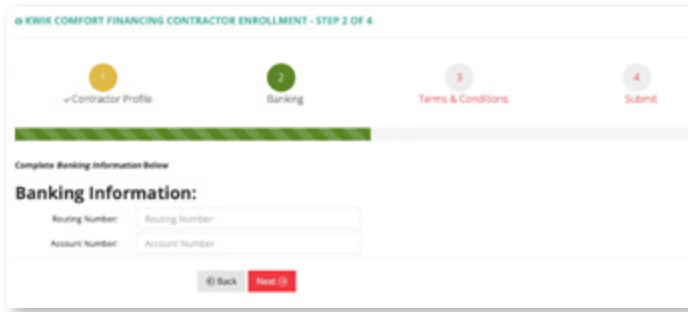 KWIK COMFORT FINANCING CONTRACTOR ENROLLMENT - STEP 2 OF 4
1 2 3 4
✓Contractor Profile Banking Terms & Conditions Submit
Complete Banking Information Below
Banking Information:
Routing Number: Routing Number
Account Number: Account Number
Back Next